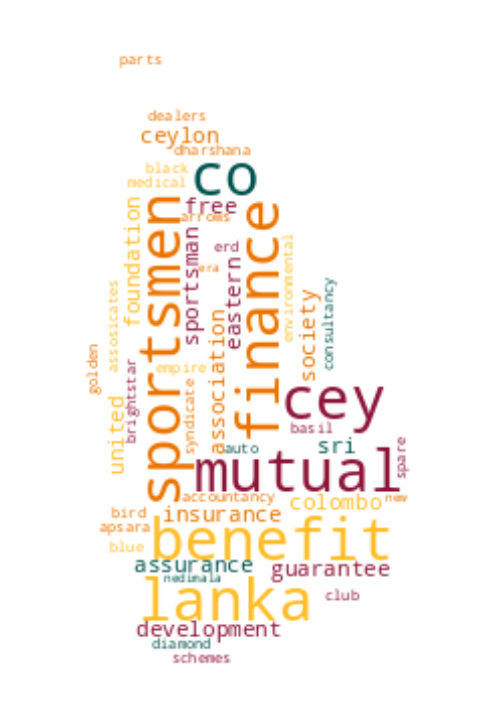 parts
dealers
ceylon
dharshana
black
co
medical
free
arroms
sportsmen
finance
foundation
sportsman
erd
eastern
era
environmental
association
society
consultancy
assosicates
golden
brightstar
empire
syndicate
united
cey
basil
auto
sri
spare
mutual
accountancy
new
colombo
bird
insurance
apsara
benefit
blue
assurance
guarantee
nedimala
lanka
club
development
diamond
schemes